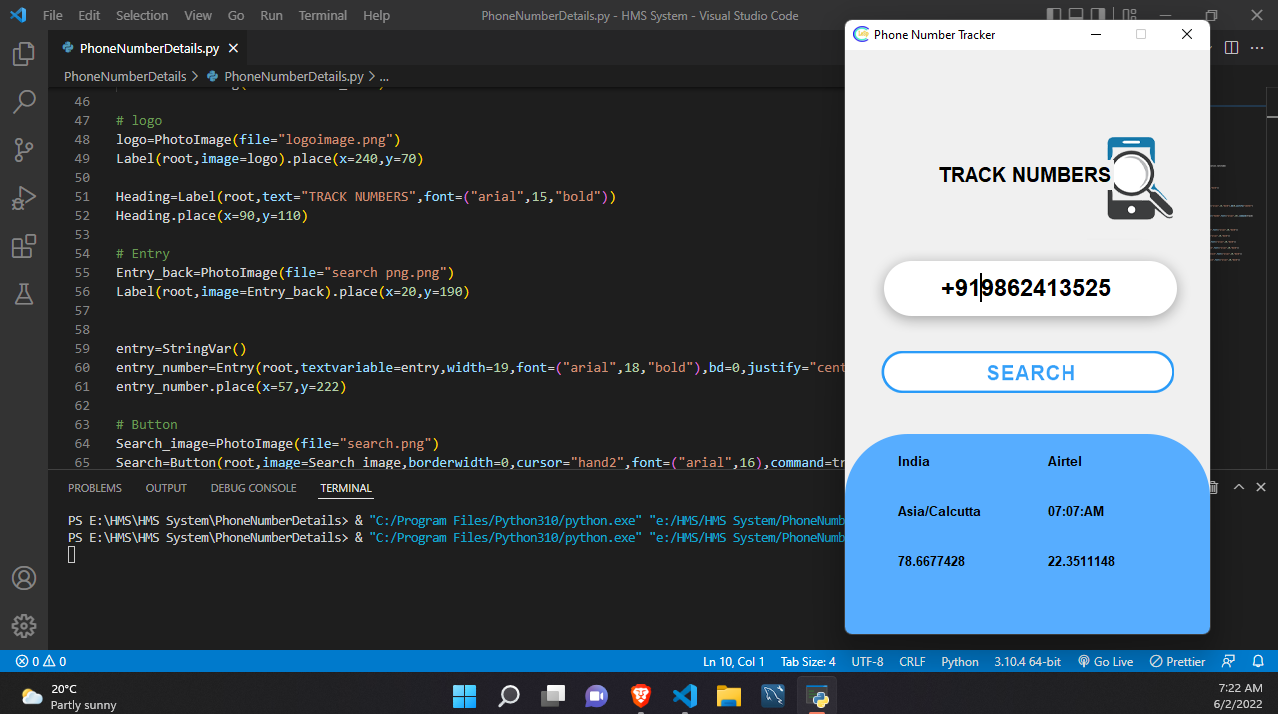 File Edit Selection View Go Run Terminal Help PhoneNumberDetails.py - HMS System - Visual Studio Code
PhoneNumberDetails.py
PhoneNumberDetails > PhoneNumberDetails.py > ...
46
47 # logo
48 logo=PhotoImage(file="logoimage.png")
49 Label(root,image=logo).place(x=240,y=70)
50
51 Heading=Label(root,text="TRACK NUMBERS",font=("arial",15,"bold"))
52 Heading.place(x=90,y=110)
53
54 # Entry
55 Entry_back=PhotoImage(file="search png.png")
56 Label(root,image=Entry_back).place(x=20,y=190)
57
58
59 entry=StringVar()
60 entry_number=Entry(root,textvariable=entry,width=19,font=("arial",18,"bold"),bd=0,justify="cent
61 entry_number.place(x=57,y=222)
62
63 # Button
64 Search_image=PhotoImage(file="search.png")
65 Search=Button(root,image=Search_image,borderwidth=0,cursor="hand2",font=("arial",16),command=tr
PROBLEMS OUTPUT DEBUG CONSOLE TERMINAL
PS E:\HMS\HMS System\PhoneNumberDetails> & "C:/Program Files/Python310/python.exe" "e:/HMS/HMS System/PhoneNumb
PS E:\HMS\HMS System\PhoneNumberDetails> & "C:/Program Files/Python310/python.exe" "e:/HMS/HMS System/PhoneNumb
Phone Number Tracker
TRACK NUMBERS
+919862413525
SEARCH
India Airtel
Asia/Calcutta 07:07:AM
78.6677428 22.3511148
0 0 Ln 10, Col 1 Tab Size: 4 UTF-8 CRLF Python 3.10.4 64-bit Go Live Prettier
20°C
Partly sunny
7:22 AM
6/2/2022